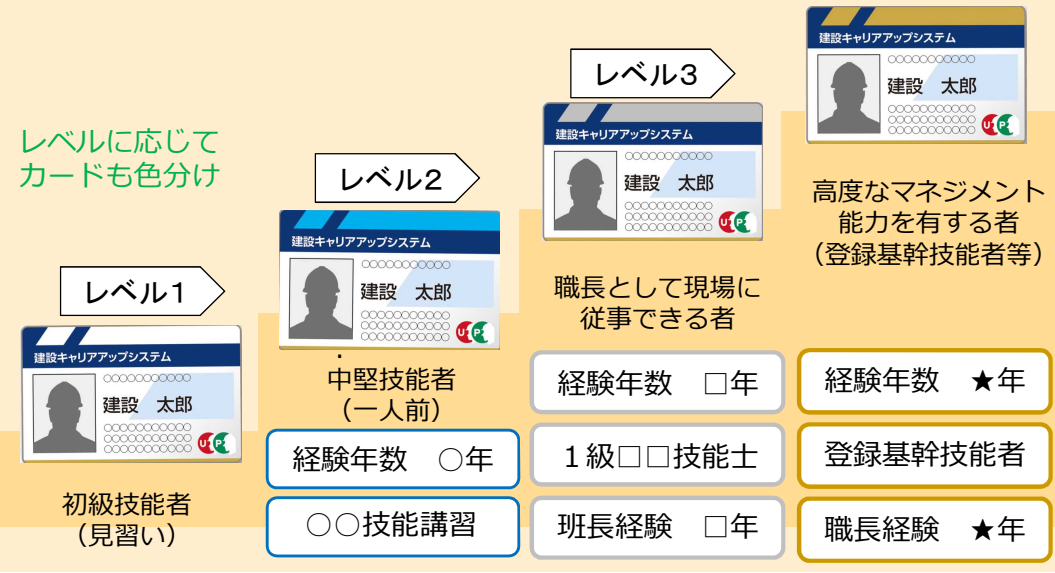 レベルに応じて
カードも色分け
レベル1
建設キャリアアップシステム
○○○○○○○○○○○
建設　太郎
○○○○○○○○○○○
○○○○○○○○○○○
○○○○○○○○○○○
初級技能者
（見習い）
レベル2
建設キャリアアップシステム
○○○○○○○○○○○
建設　太郎
○○○○○○○○○○○
○○○○○○○○○○○
○○○○○○○○○○○
中堅技能者
（一人前）
経験年数　○年
○○技能講習
レベル3
建設キャリアアップシステム
○○○○○○○○○○○
建設　太郎
○○○○○○○○○○○
○○○○○○○○○○○
○○○○○○○○○○○
職長として現場に
従事できる者
経験年数　□年
１級□□技能士
班長経験　□年
建設キャリアアップシステム
○○○○○○○○○○○
建設　太郎
○○○○○○○○○○○
○○○○○○○○○○○
○○○○○○○○○○○
高度なマネジメント
能力を有する者
（登録基幹技能者等）
経験年数　★年
登録基幹技能者
職長経験　★年